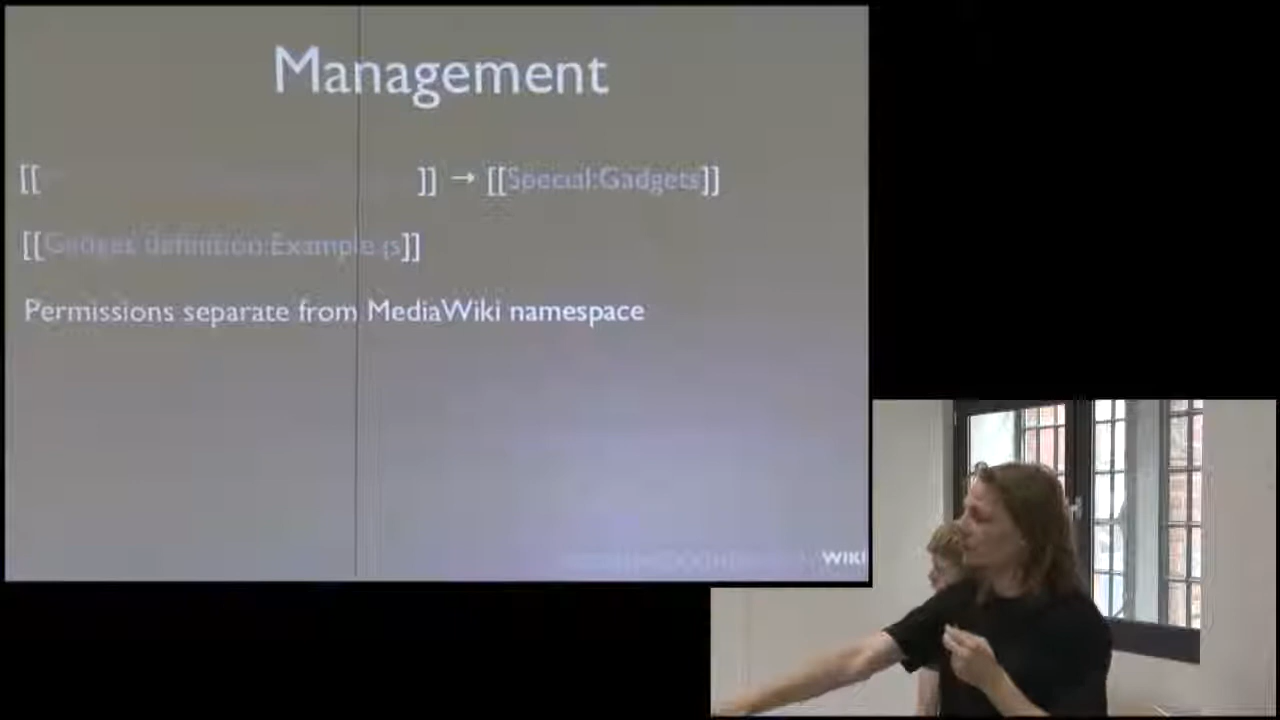 Management
[[ ]] → [[Special:Gadgets]]
[[Gadget definition:Example.js]]
Permissions separate from MediaWiki namespace
WIKI